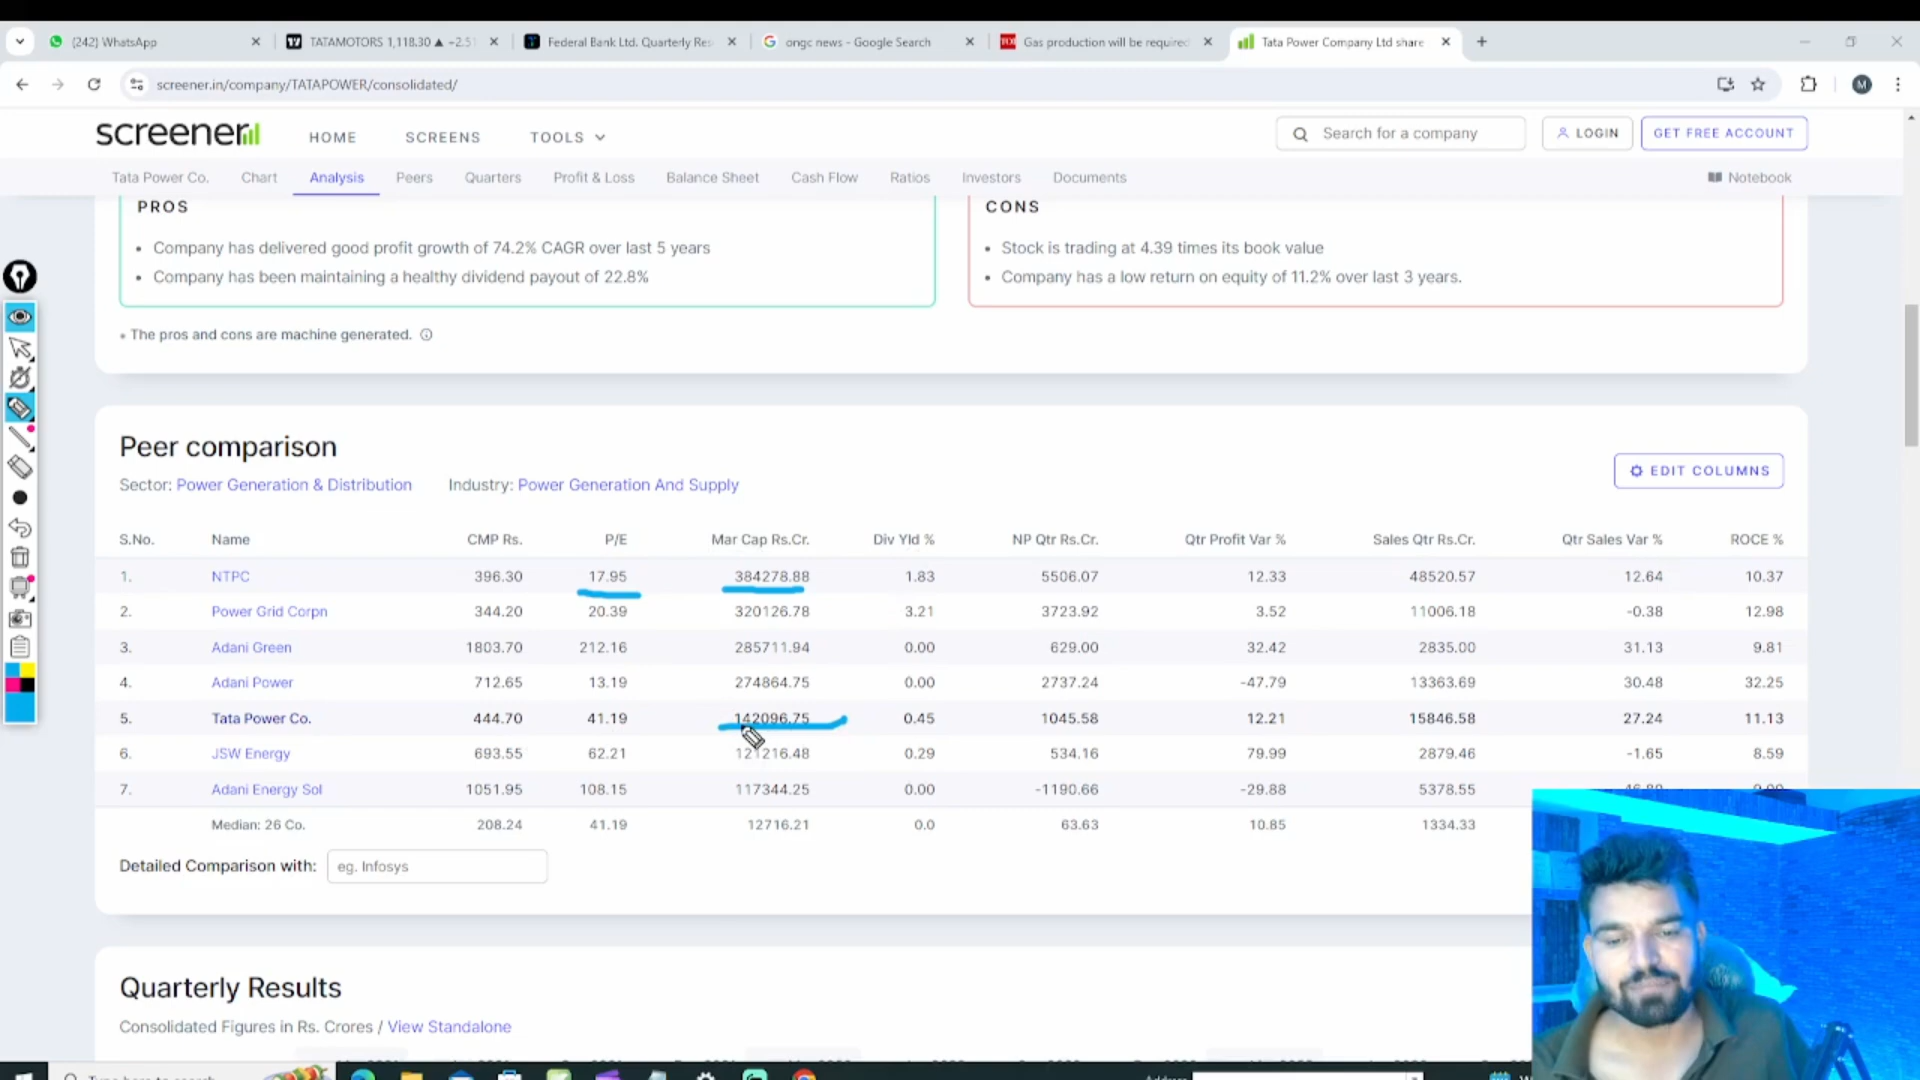 (242) WhatsApp
TATAMOTORS 1,118.30 ▲ +2.5
Federal Bank Ltd. Quarterly Res
ongc news - Google Search
Gas production will be required
Tata Power Company Ltd share
screener.in/company/TATAPOWER/consolidated/
M
screener
HOME SCREENS TOOLS
Search for a company
LOGIN
GET FREE ACCOUNT
Tata Power Co. Chart Analysis Peers Quarters Profit & Loss Balance Sheet Cash Flow Ratios Investors Documents Notebook
PROS
• Company has delivered good profit growth of 74.2% CAGR over last 5 years
• Company has been maintaining a healthy dividend payout of 22.8%
CONS
• Stock is trading at 4.39 times its book value
• Company has a low return on equity of 11.2% over last 3 years.
* The pros and cons are machine generated.
Peer comparison
Sector: Power Generation & Distribution Industry: Power Generation And Supply
EDIT COLUMNS
S.No. Name CMP Rs. P/E Mar Cap Rs.Cr. Div Yld % NP Qtr Rs.Cr. Qtr Profit Var % Sales Qtr Rs.Cr. Qtr Sales Var % ROCE %
1. NTPC 396.30 17.95 384278.88 1.83 5506.07 12.33 48520.57 12.64 10.37
2. Power Grid Corpn 344.20 20.39 320126.78 3.21 3723.92 3.52 11006.18 -0.38 12.98
3. Adani Green 1803.70 212.16 285711.94 0.00 629.00 32.42 2835.00 31.13 9.81
4. Adani Power 712.65 13.19 274864.75 0.00 2737.24 -47.79 13363.69 30.48 32.25
5. Tata Power Co. 444.70 41.19 142096.75 0.45 1045.58 12.21 15846.58 27.24 11.13
6. JSW Energy 693.55 62.21 121216.48 0.29 534.16 79.99 2879.46 -1.65 8.59
7. Adani Energy Sol 1051.95 108.15 117344.25 0.00 -1190.66 -29.88 5378.55
Median: 26 Co. 208.24 41.19 12716.21 0.0 63.63 10.85 1334.33
Detailed Comparison with: eg. Infosys
Quarterly Results
Consolidated Figures in Rs. Crores / View Standalone